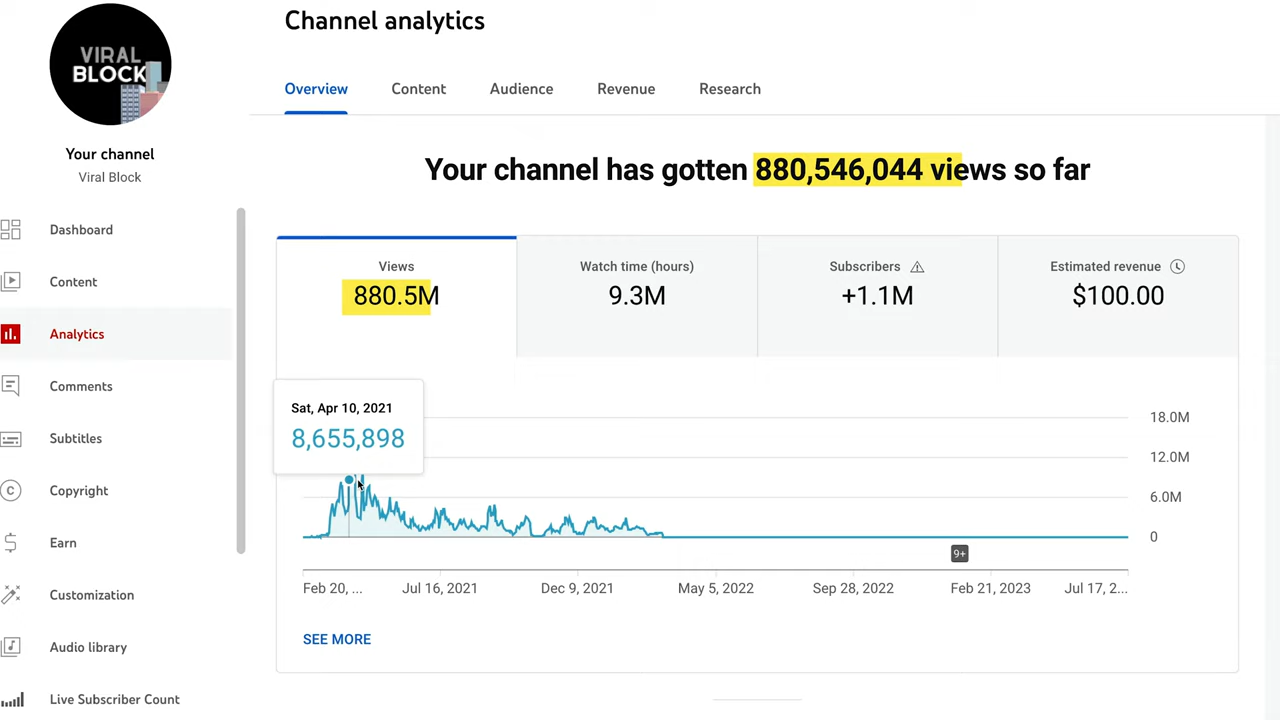 VIRAL
BLOCK
Your channel
Viral Block
Dashboard
Content
Analytics
Comments
Subtitles
Copyright
Earn
Customization
Audio library
Live Subscriber Count
Channel analytics
Overview
Content
Audience
Revenue
Research
Your channel has gotten 880,546,044 views so far
Views
880.5M
Watch time (hours)
9.3M
Subscribers
+1.1M
Estimated revenue
$100.00
Sat, Apr 10, 2021
8,655,898
18.0M
12.0M
6.0M
0
9+
Feb 20, ...
Jul 16, 2021
Dec 9, 2021
May 5, 2022
Sep 28, 2022
Feb 21, 2023
Jul 17, 2...
SEE MORE